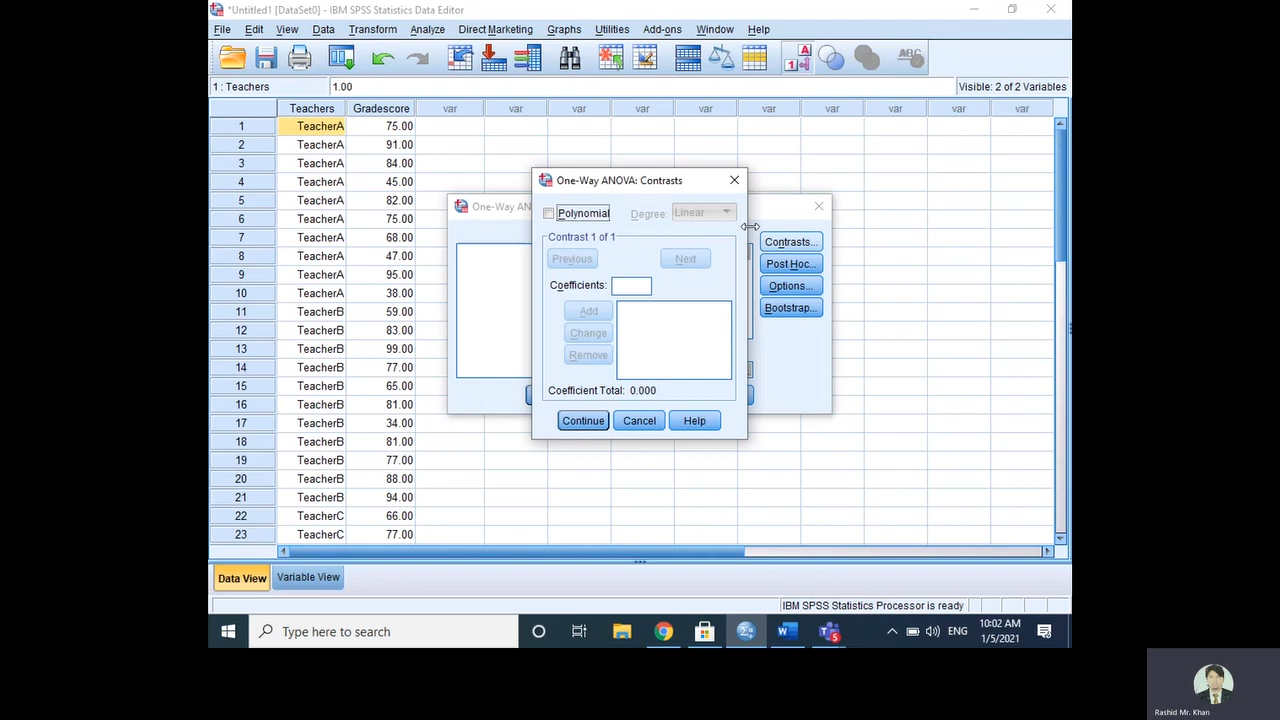 *Untitled1 [DataSet0] - IBM SPSS Statistics Data Editor
File Edit View Data Transform Analyze Direct Marketing Graphs Utilities Add-ons Window Help
1 : Teachers 1.00 Visible: 2 of 2 Variables
Teachers Gradescore var var var var var var var var var var
1 TeacherA 75.00
2 TeacherA 91.00
3 TeacherA 84.00
4 TeacherA 45.00
5 TeacherA 82.00
6 TeacherA 75.00
7 TeacherA 68.00
8 TeacherA 47.00
9 TeacherA 95.00
10 TeacherA 38.00
11 TeacherB 59.00
12 TeacherB 83.00
13 TeacherB 99.00
14 TeacherB 77.00
15 TeacherB 65.00
16 TeacherB 81.00
17 TeacherB 34.00
18 TeacherB 81.00
19 TeacherB 77.00
20 TeacherB 88.00
21 TeacherB 94.00
22 TeacherC 66.00
23 TeacherC 77.00
One-Way AN
Contrasts...
Post Hoc...
Options...
Bootstrap...
One-Way ANOVA: Contrasts
Polynomial Degree: Linear
Contrast 1 of 1
Previous Next
Coefficients:
Add
Change
Remove
Coefficient Total: 0.000
Continue Cancel Help
Data View Variable View
IBM SPSS Statistics Processor is ready
Type here to search
ENG
10:02 AM
1/5/2021
Rashid Mr. Khan